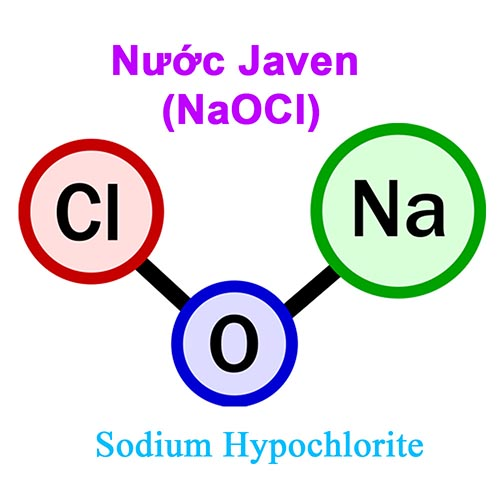 Nước Javen
(NaOCl)
Cl
Na
O
Sodium Hypochlorite